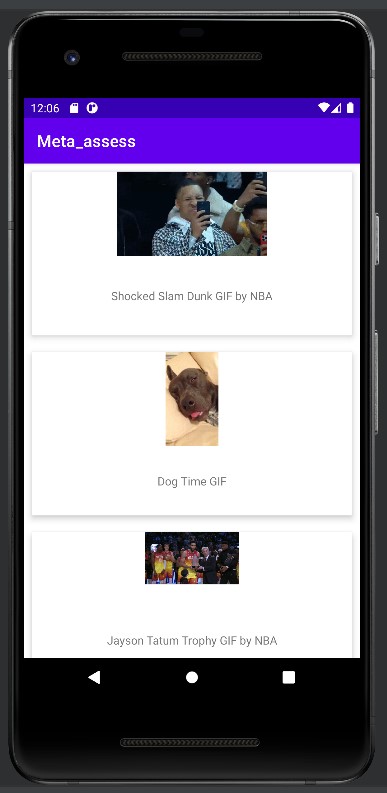 12:06
Meta_assess
Shocked Slam Dunk GIF by NBA
Dog Time GIF
Jayson Tatum Trophy GIF by NBA